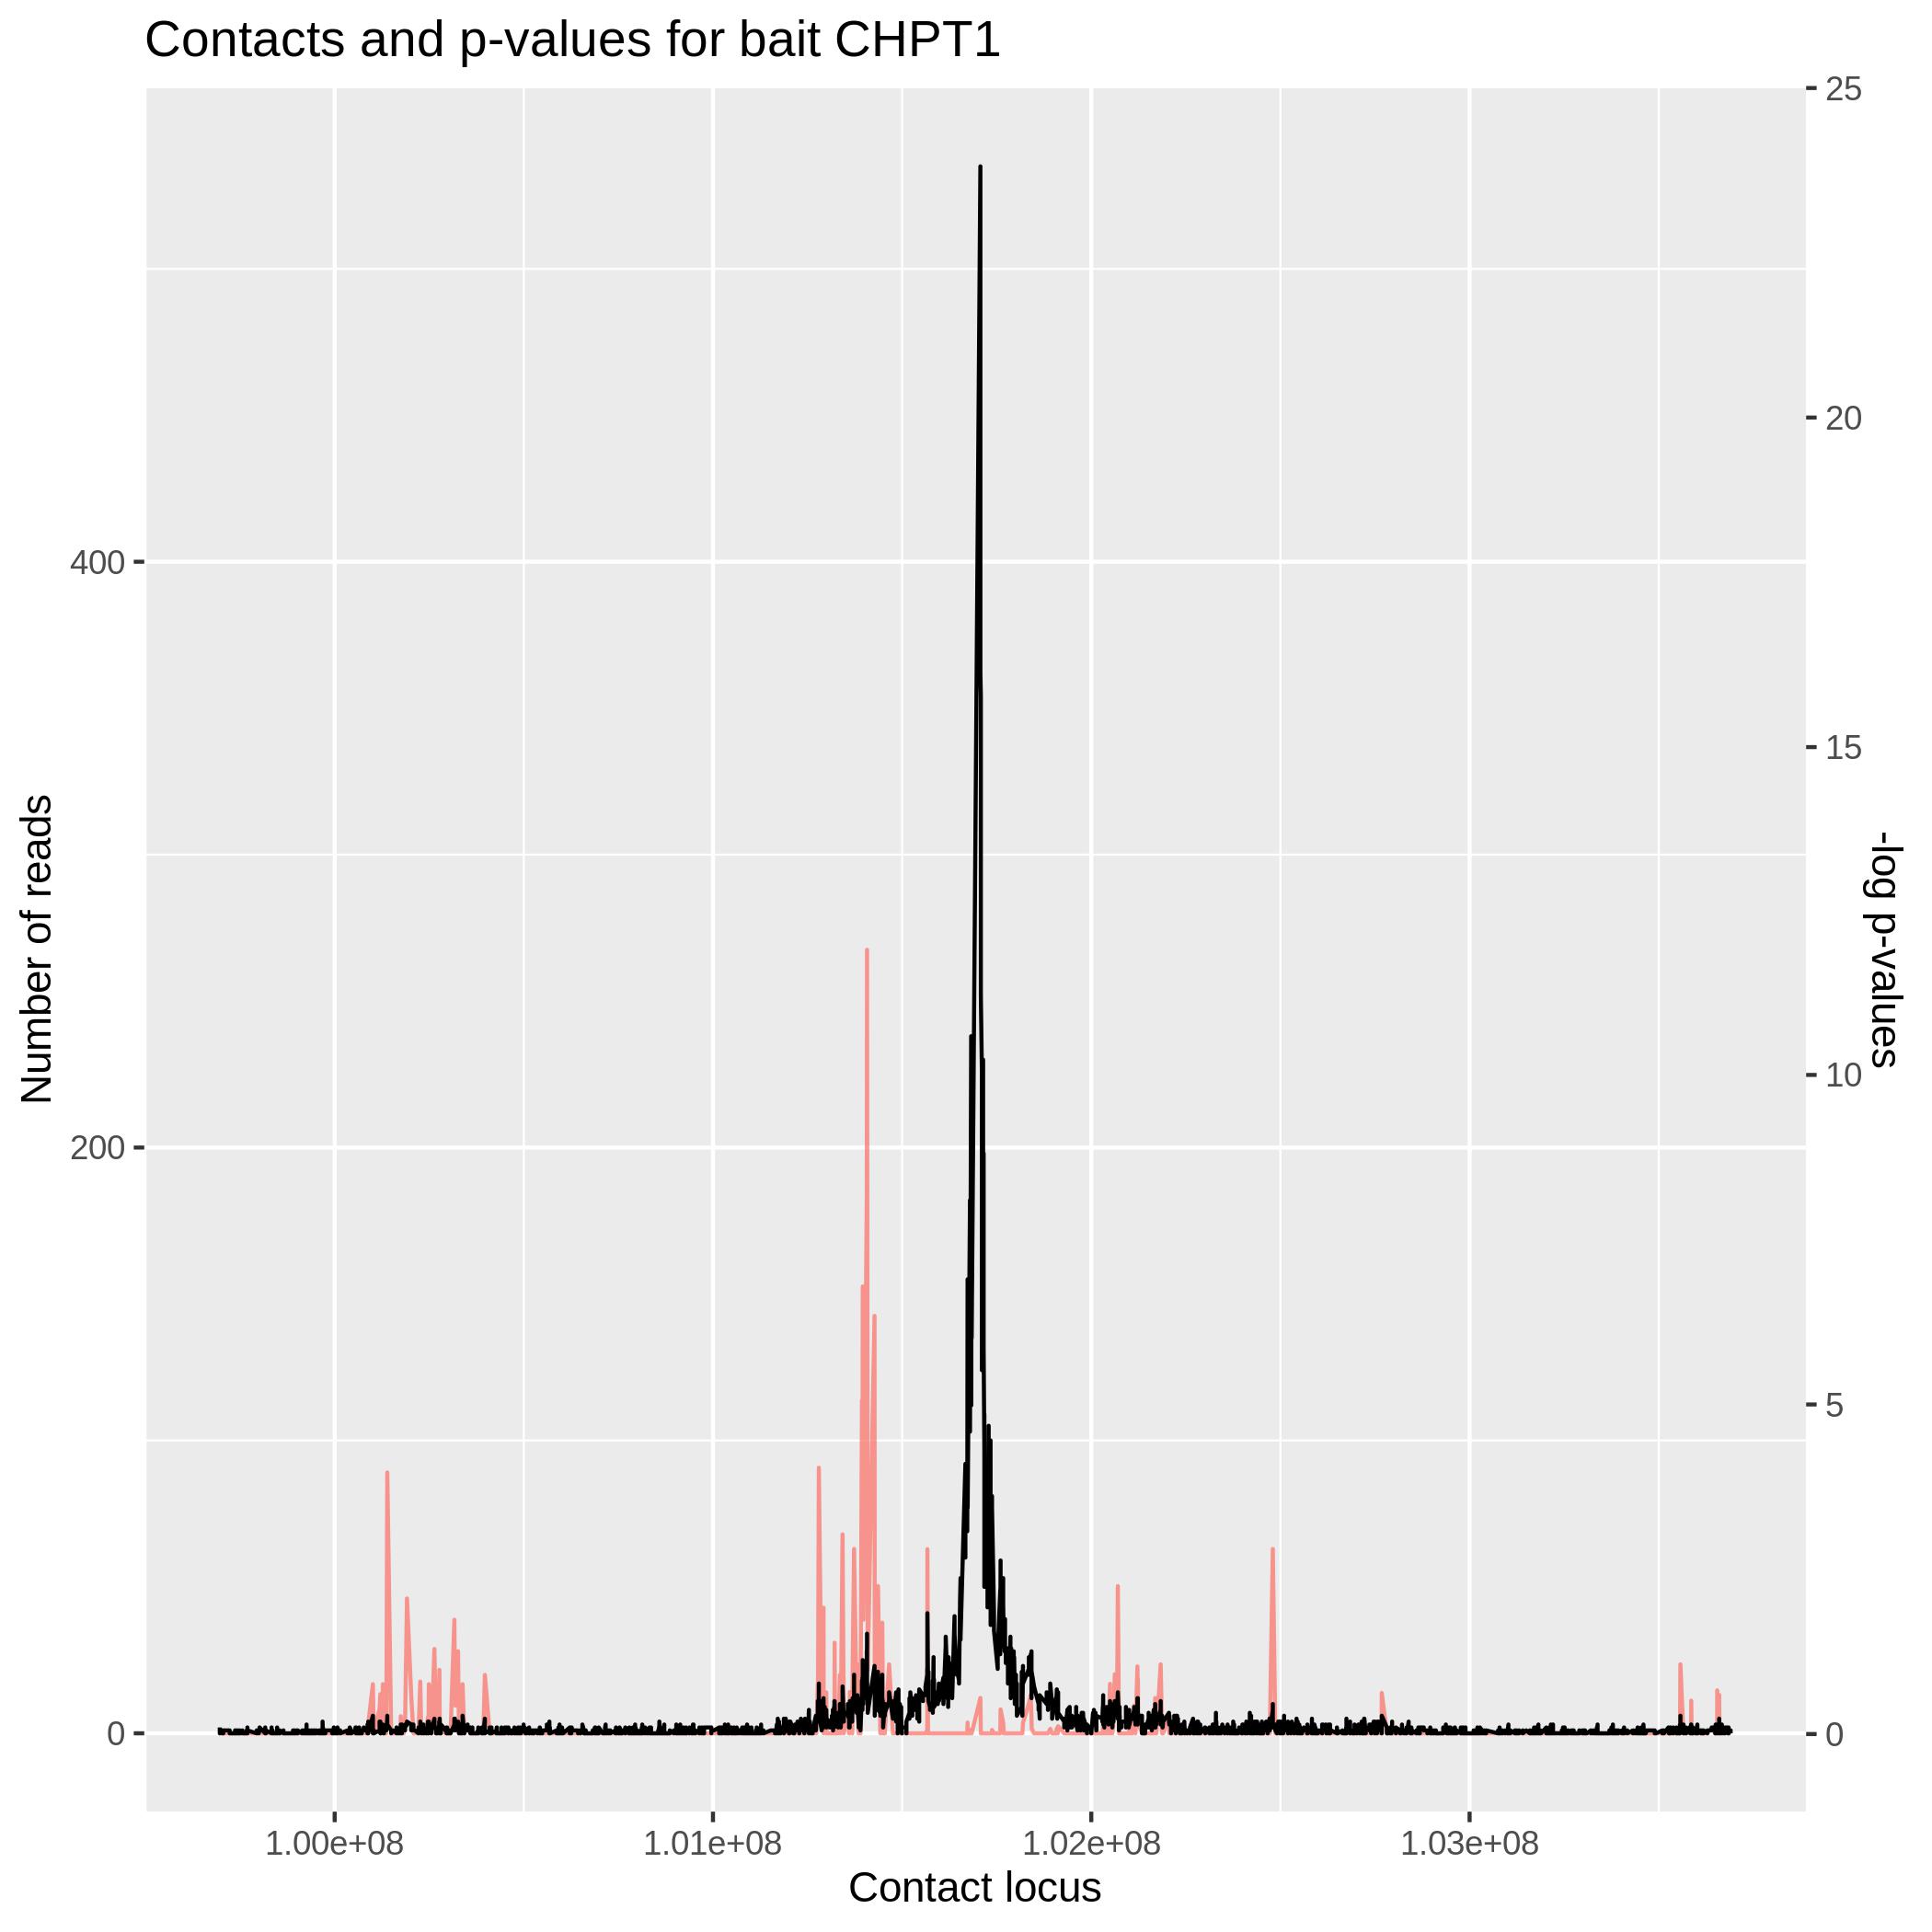 Contacts and p-values for bait CHPT1
25
20
15
10
5
0
400
200
0
Number of reads
-log p-values
1.00e+08
1.01e+08
1.02e+08
1.03e+08
Contact locus